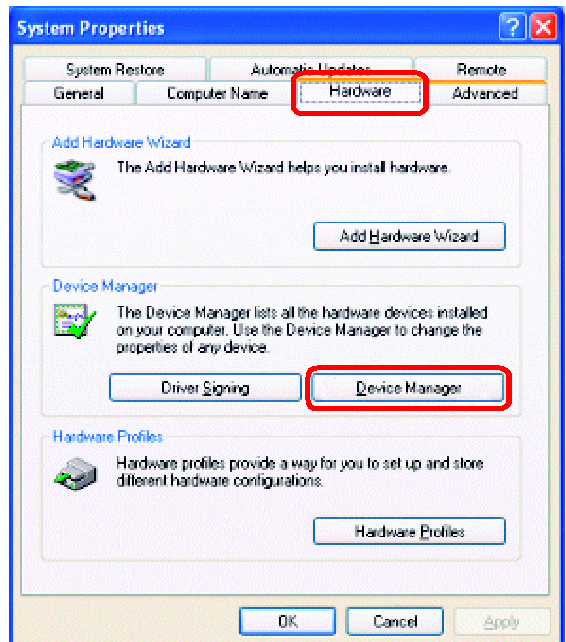 System Properties
System Restore
Automatic Updates
Remote
General
Computer Name
Hardware
Advanced
Add Hardware Wizard
The Add Hardware Wizard helps you install hardware.
Add Hardware Wizard
Device Manager
The Device Manager lists all the hardware devices installed
on your computer. Use the Device Manager to change the
properties of any device.
Driver Signing
Device Manager
Hardware Profiles
Hardware profiles provide a way for you to set up and store
different hardware configurations.
Hardware Profiles
OK
Cancel
Apply